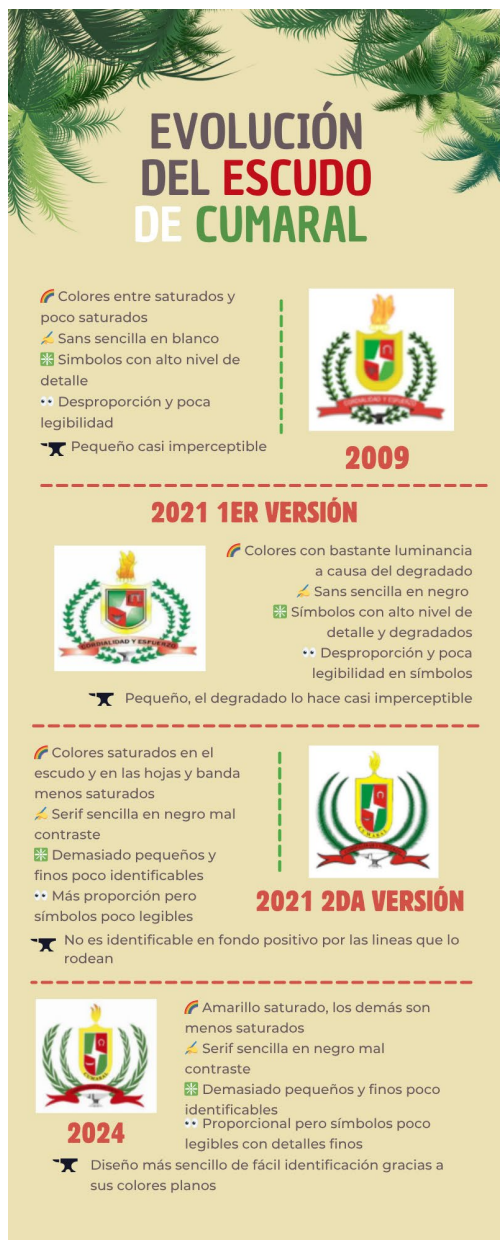 EVOLUCIÓN
DEL ESCUDO
DE CUMARAL
🌈 Colores entre saturados y
poco saturados
✍ Sans sencilla en blanco
❇ Simbolos con alto nivel de
detalle
👀 Desproporción y poca
legibilidad
Pequeño casi imperceptible
CORDIALIDAD Y ESFUERZO
2009
2021 1ER VERSIÓN
CORDIALIDAD Y ESFUERZO
🌈 Colores con bastante luminancia
a causa del degradado
✍ Sans sencilla en negro
❇ Símbolos con alto nivel de
detalle y degradados
👀 Desproporción y poca
legibilidad en símbolos
Pequeño, el degradado lo hace casi imperceptible
🌈 Colores saturados en el
escudo y en las hojas y banda
menos saturados
✍ Serif sencilla en negro mal
contraste
❇ Demasiado pequeños y
finos poco identificables
👀 Más proporción pero
símbolos poco legibles
CUMARAL
2021 2DA VERSIÓN
No es identificable en fondo positivo por las lineas que lo
rodean
CUMARAL
2024
🌈 Amarillo saturado, los demás son
menos saturados
✍ Serif sencilla en negro mal
contraste
❇ Demasiado pequeños y finos poco
identificables
👀 Proporcional pero símbolos poco
legibles con detalles finos
Diseño más sencillo de fácil identificación gracias a
sus colores planos